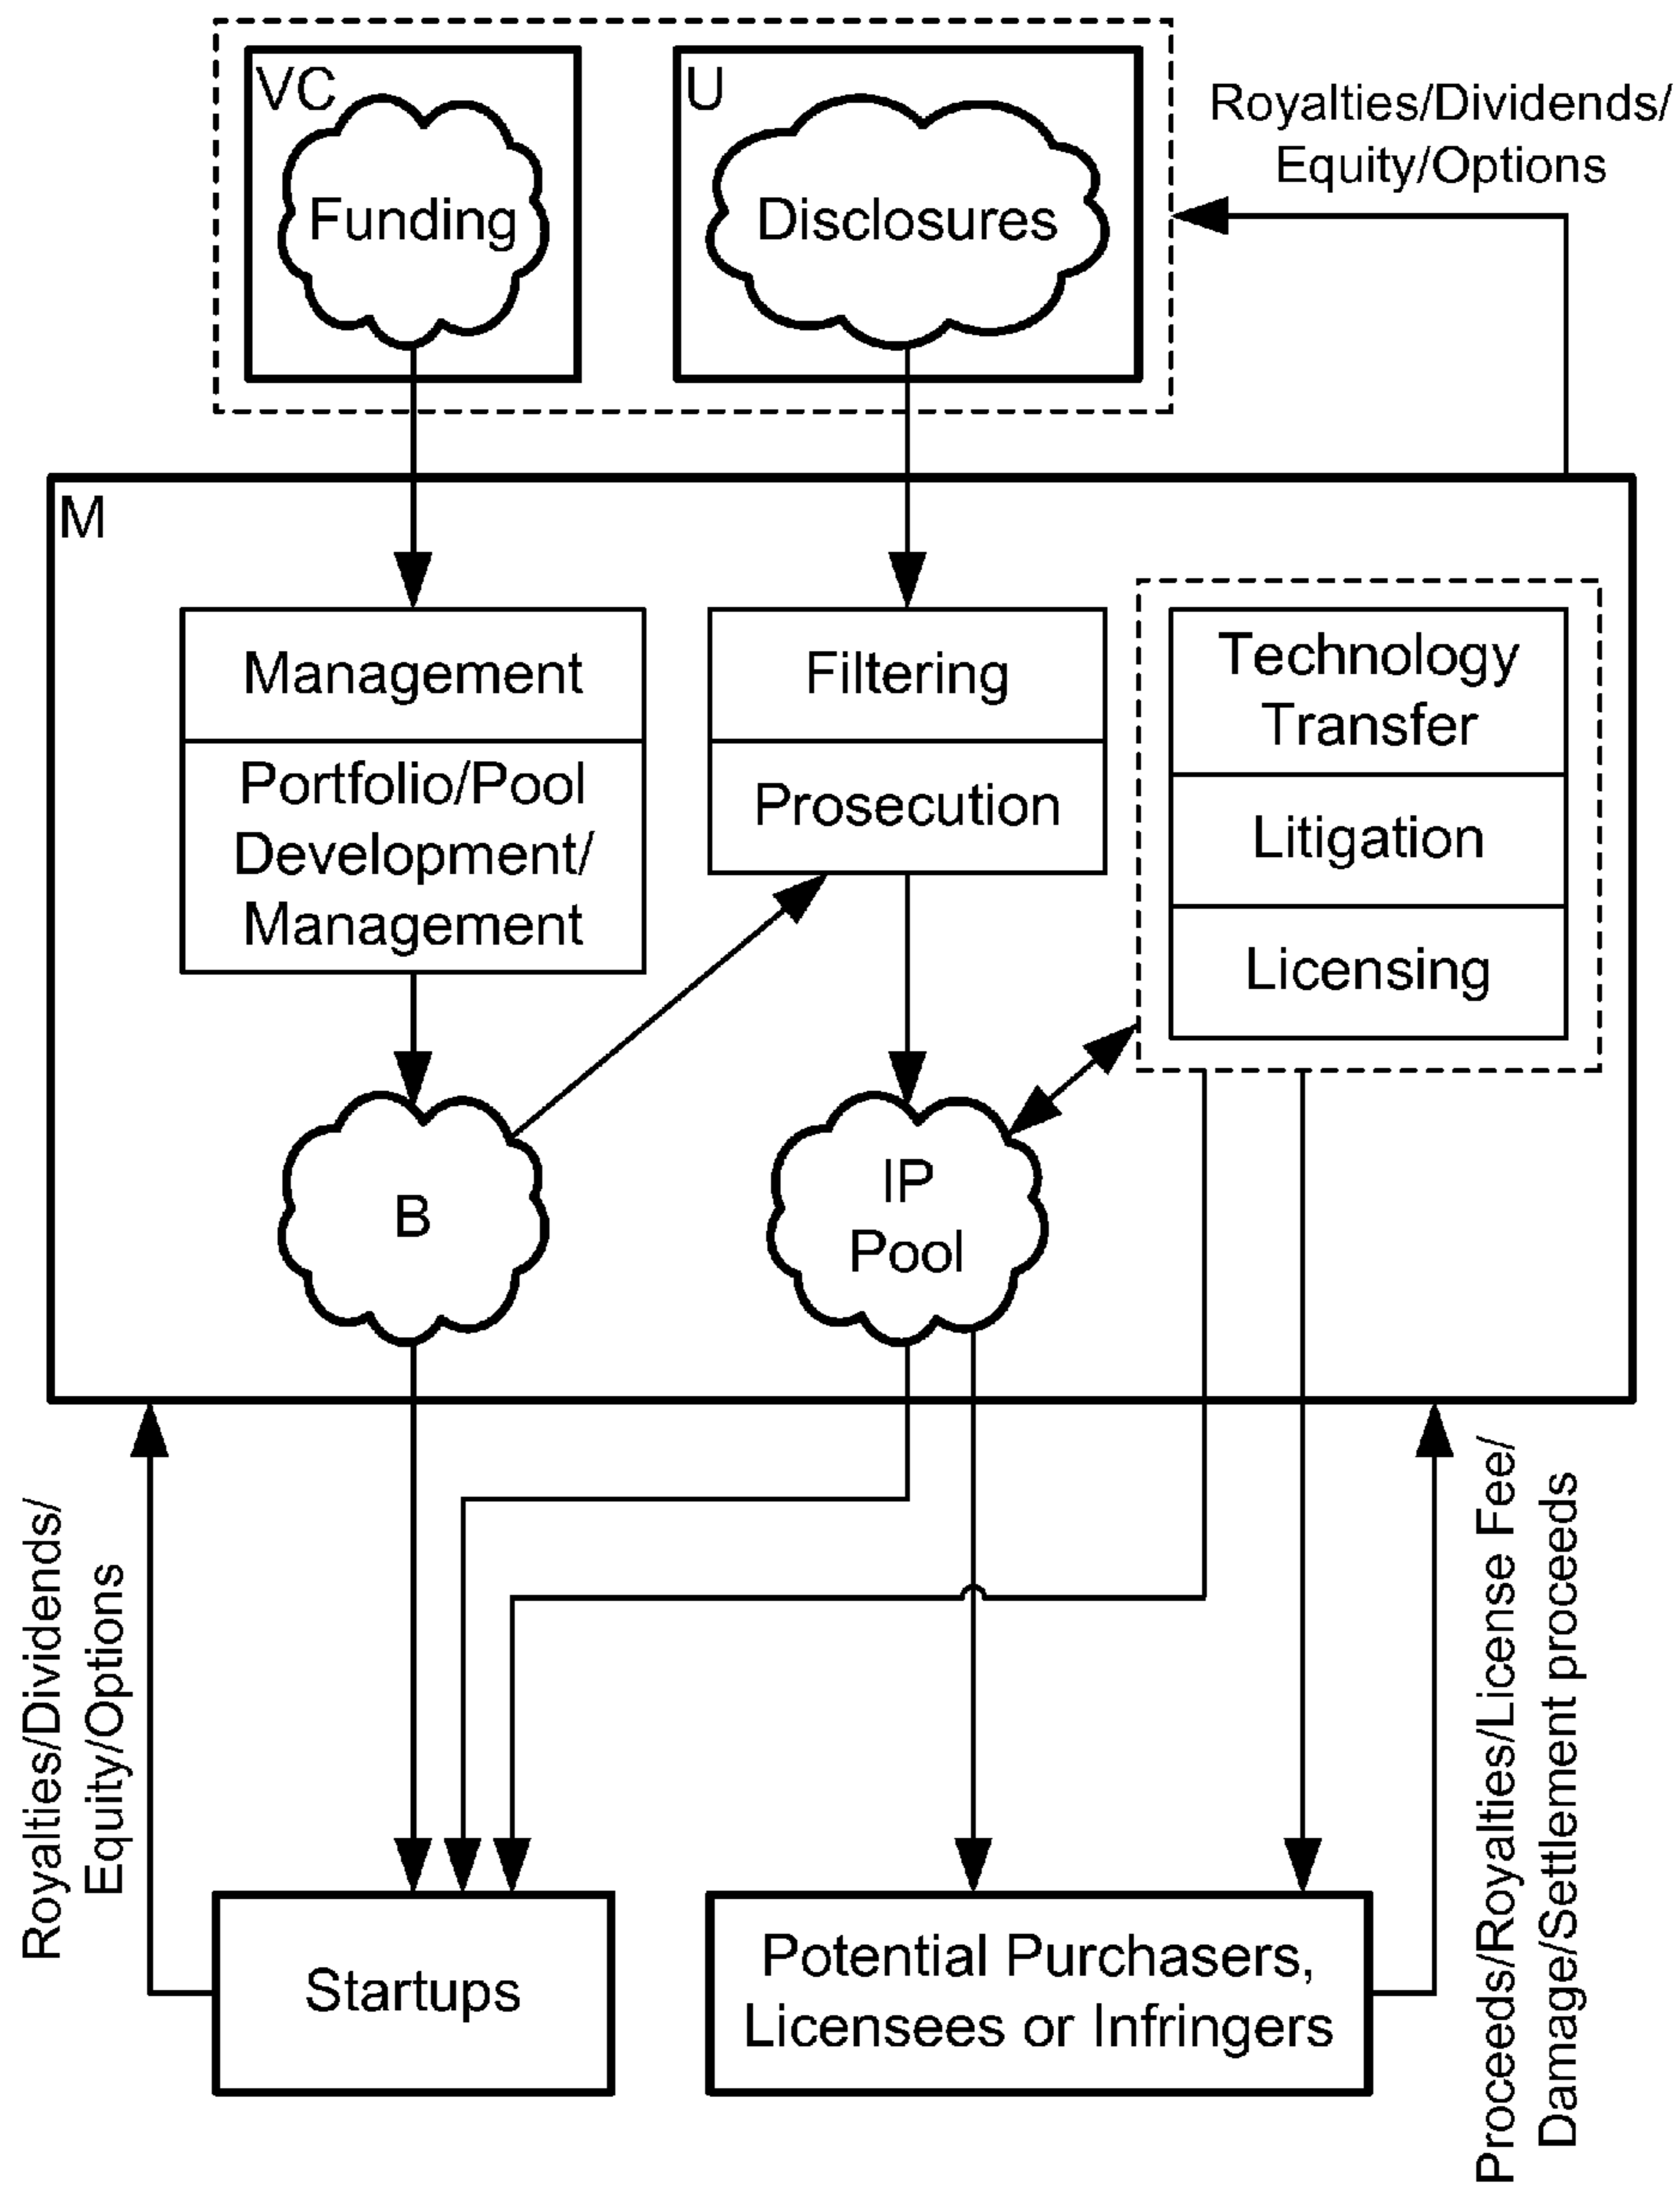 VC
Funding
U
Disclosures
Royalties/Dividends/
Equity/Options
M
Management
Portfolio/Pool
Development/
Management
Filtering
Prosecution
Technology
Transfer
Litigation
Licensing
B
IP
Pool
Royalties/Dividends/
Equity/Options
Proceeds/Royalties/License Fee/
Damage/Settlement proceeds
Startups
Potential Purchasers,
Licensees or Infringers